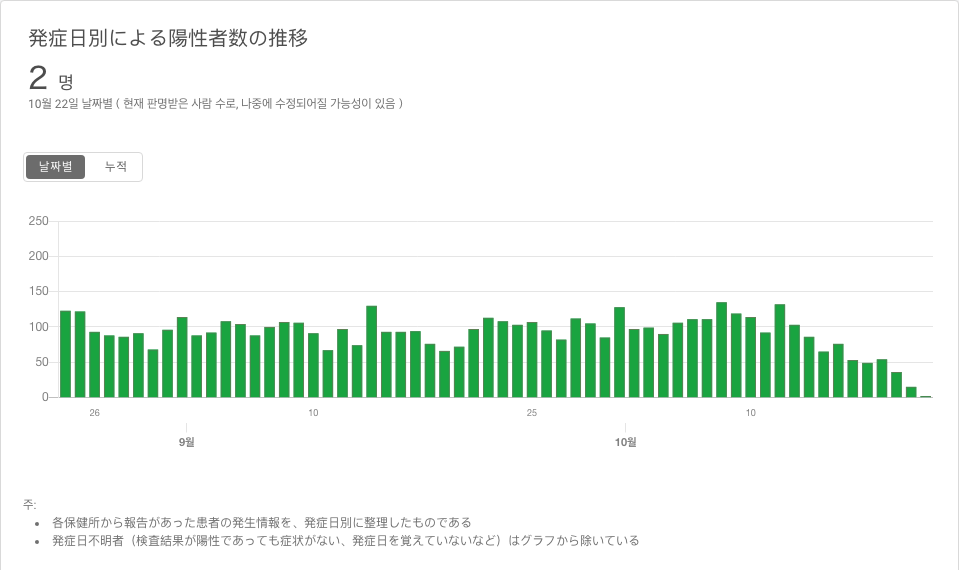 発症日別による陽性者数の推移
2 명
10월 22일 날짜별 ( 현재 판명받은 사람 수로, 나중에 수정되어질 가능성이 있음 )
날짜별 누적
250
200
150
100
50
0
26 10 25 10
9월 10월
주:
• 各保健所から報告があった患者の発生情報を、発症日別に整理したものである
• 発症日不明者（検査結果が陽性であっても症状がない、発症日を覚えていないなど）はグラフから除いている